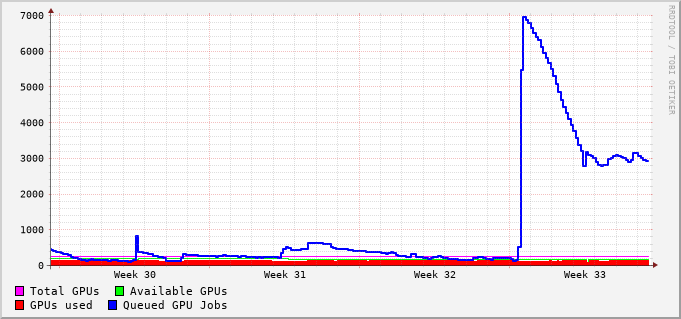 7000
6000
5000
4000
3000
2000
1000
0
Week 30 Week 31 Week 32 Week 33
Total GPUs Available GPUs
GPUs used Queued GPU Jobs
RRDTOOL / TOBI OETIKER